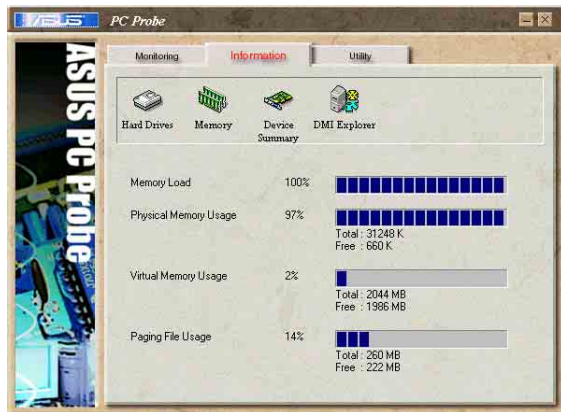 ASUS PC Probe
Monitoring Information Utility
Hard Drives Memory Device Summary DMI Explorer
Memory Load 100%
Physical Memory Usage 97%
Total : 31248 K
Free : 660 K
Virtual Memory Usage 2%
Total : 2044 MB
Free : 1986 MB
Paging File Usage 14%
Total : 260 MB
Free : 222 MB
ASUS PC Probe